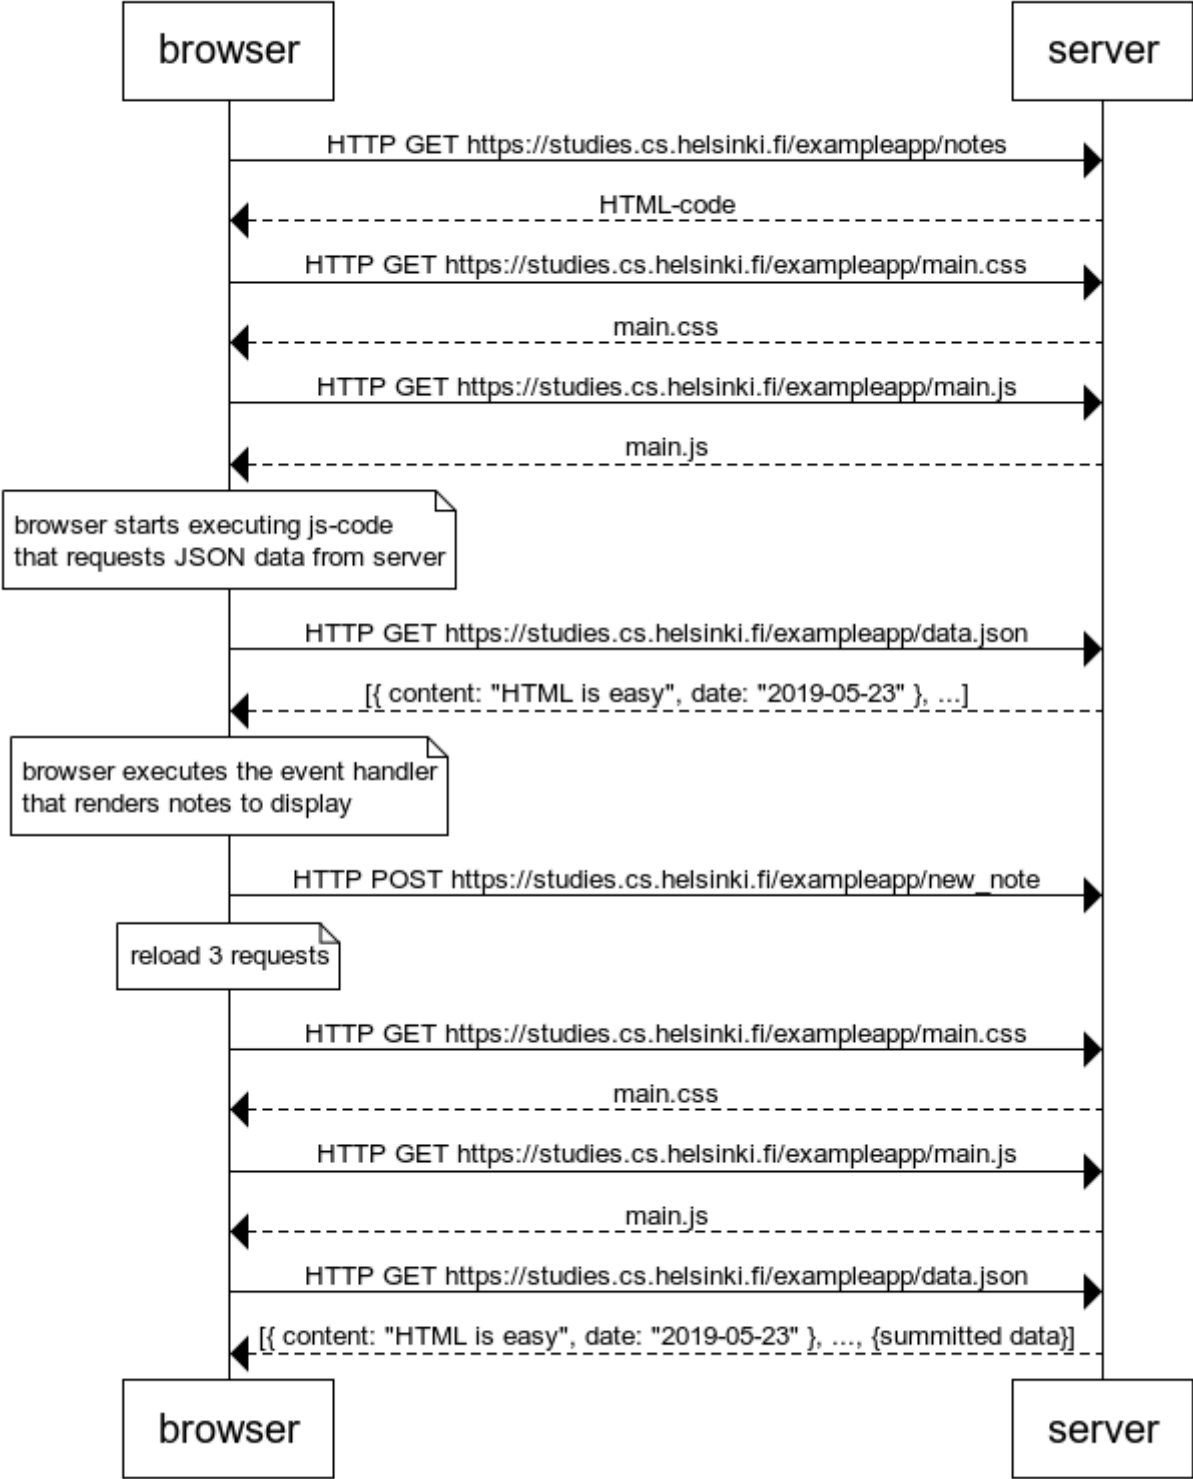 browser
server
HTTP GET https://studies.cs.helsinki.fi/exampleapp/notes
HTML-code
HTTP GET https://studies.cs.helsinki.fi/exampleapp/main.css
main.css
HTTP GET https://studies.cs.helsinki.fi/exampleapp/main.js
main.js
browser starts executing js-code
that requests JSON data from server
HTTP GET https://studies.cs.helsinki.fi/exampleapp/data.json
[{ content: "HTML is easy", date: "2019-05-23" }, ...]
browser executes the event handler
that renders notes to display
HTTP POST https://studies.cs.helsinki.fi/exampleapp/new_note
reload 3 requests
HTTP GET https://studies.cs.helsinki.fi/exampleapp/main.css
main.css
HTTP GET https://studies.cs.helsinki.fi/exampleapp/main.js
main.js
HTTP GET https://studies.cs.helsinki.fi/exampleapp/data.json
[{ content: "HTML is easy", date: "2019-05-23" }, ..., {summitted data}]
browser
server